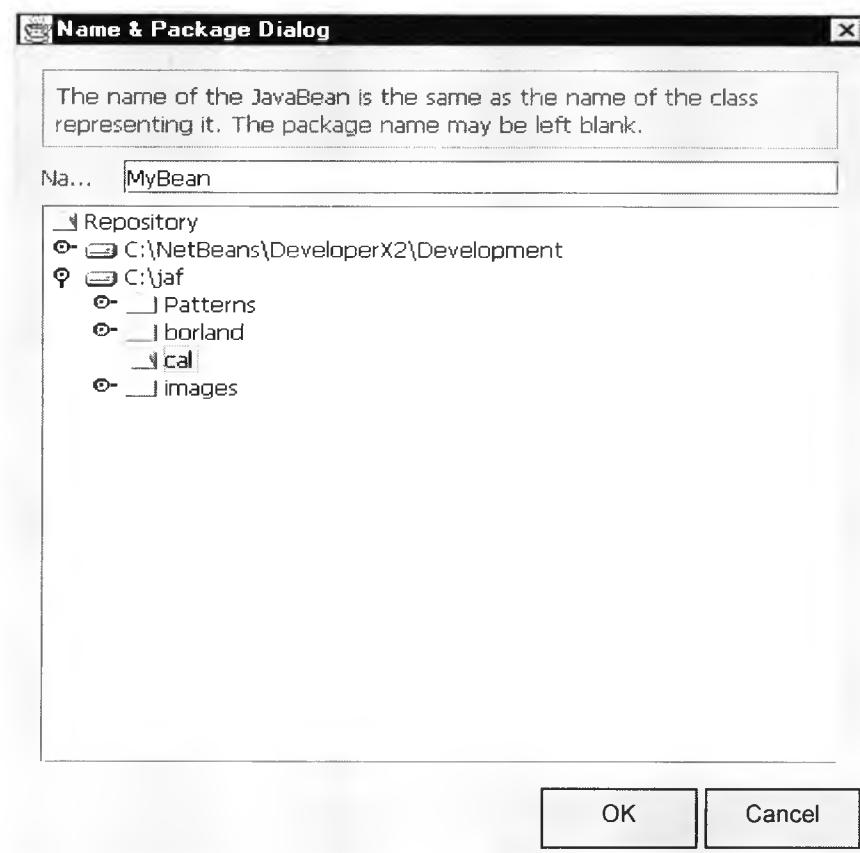 Name & Package Dialog
The name of the JavaBean is the same as the name of the class
representing it. The package name may be left blank.
Na... MyBean
Repository
C:\NetBeans\DeveloperX2\Development
C:\jaf
Patterns
borland
cal
images
OK Cancel